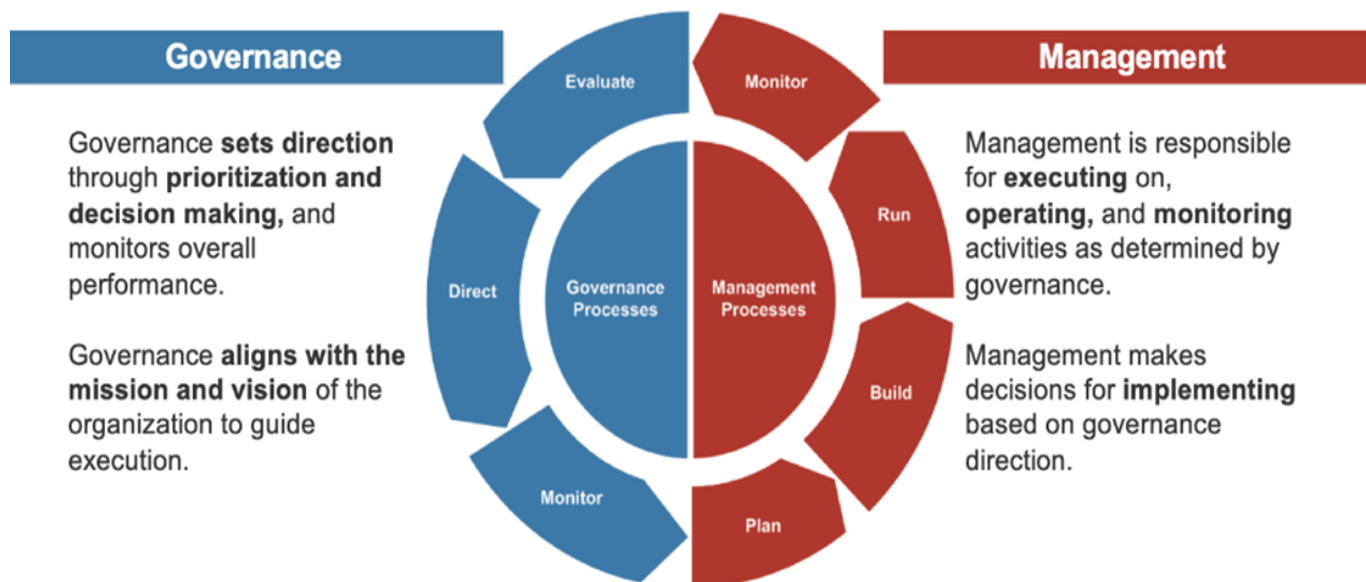 Governance
Governance sets direction
through prioritization and
decision making, and
monitors overall
performance.
Governance aligns with the
mission and vision of the
organization to guide
execution.
Evaluate
Direct
Monitor
Governance
Processes
Management
Processes
Monitor
Run
Build
Plan
Management
Management is responsible
for executing on,
operating, and monitoring
activities as determined by
governance.
Management makes
decisions for implementing
based on governance
direction.